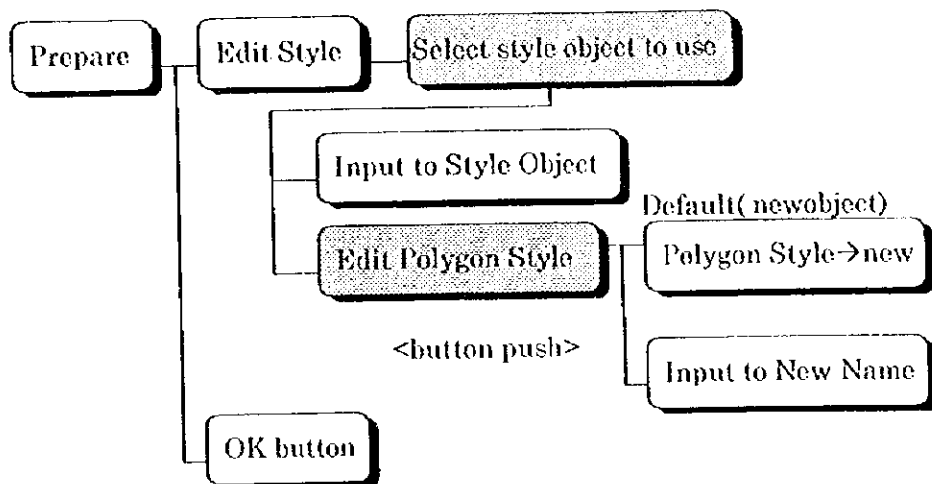 Prepare
Edit Style
Select style object to use
Input to Style Object
Default( newobject)
Edit Polygon Style
Polygon Style→new
<button push>
Input to New Name
OK button